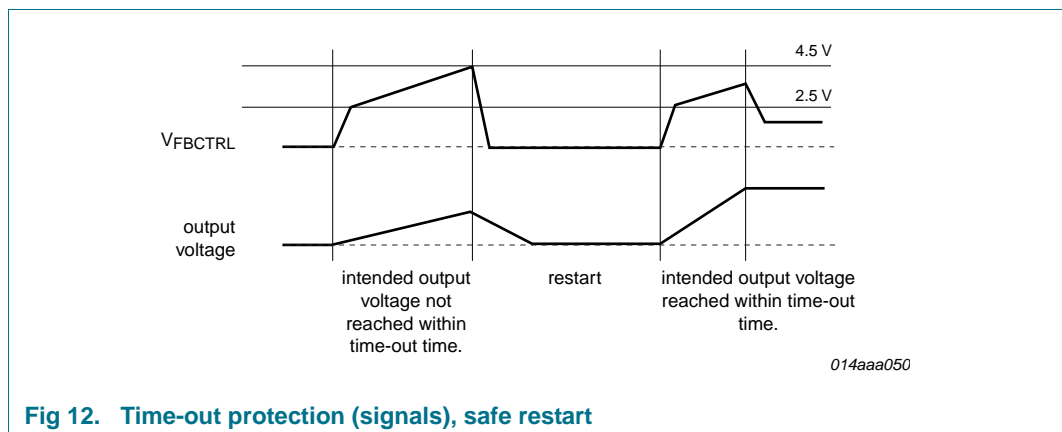 4.5 V
2.5 V
VFBCTRL
output
voltage
intended output
voltage not
reached within
time-out time.
restart
intended output voltage
reached within time-out
time.
014aaa050
Fig 12. Time-out protection (signals), safe restart